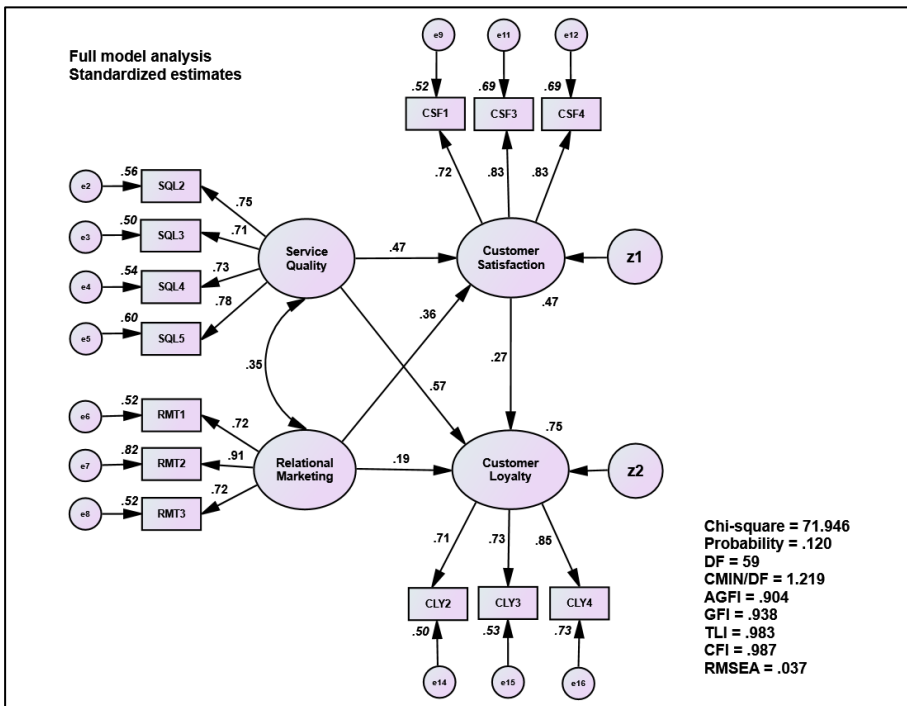 Full model analysis
Standardized estimates
e9
e11
e12
.52
.69
.69
CSF1
CSF3
CSF4
.72
.83
.83
e2
.56
SQL2
.75
e3
.50
SQL3
.71
e4
.54
SQL4
.73
e5
.60
SQL5
.78
Service
Quality
.47
Customer
Satisfaction
z1
.47
.36
.35
.57
.27
e6
.52
RMT1
.72
e7
.82
RMT2
.91
e8
.52
RMT3
.72
Relational
Marketing
.19
.75
Customer
Loyalty
z2
.71
.73
.85
CLY2
CLY3
CLY4
.50
.53
.73
e14
e15
e16
Chi-square = 71.946
Probability = .120
DF = 59
CMIN/DF = 1.219
AGFI = .904
GFI = .938
TLI = .983
CFI = .987
RMSEA = .037